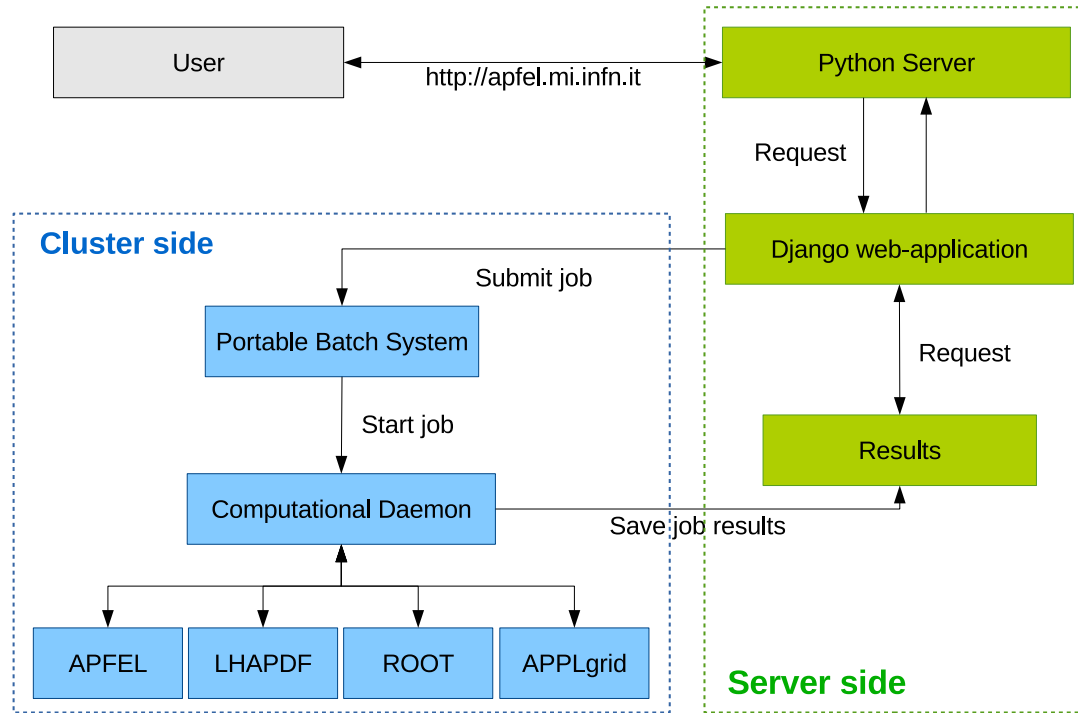 User
http://apfel.mi.infn.it
Python Server
Request
Cluster side
Django web-application
Submit job
Portable Batch System
Request
Start job
Results
Computational Daemon
Save job results
APFEL
LHAPDF
ROOT
APPLgrid
Server side